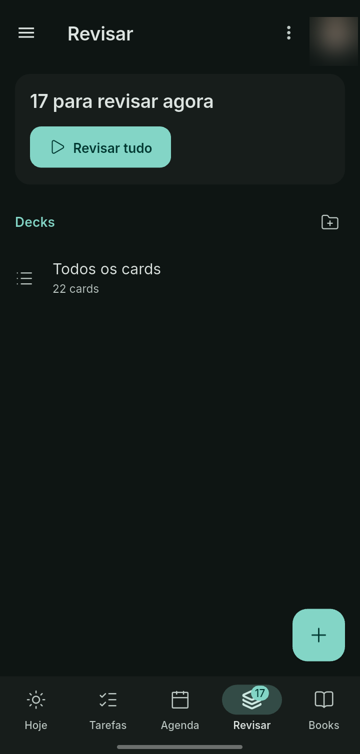 Revisar
17 para revisar agora
Revisar tudo
Decks
Todos os cards
22 cards
17
Hoje
Tarefas
Agenda
Revisar
Books